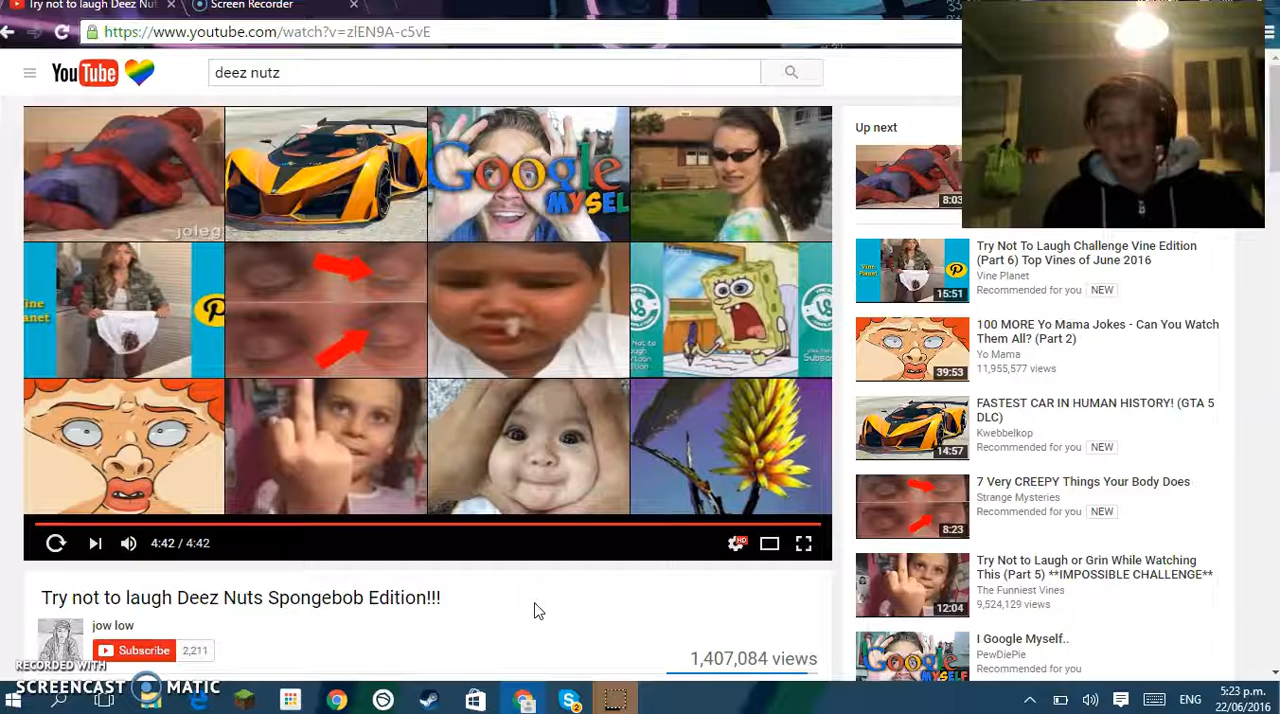 Try not to laugh Deez Nut
Screen Recorder
https://www.youtube.com/watch?v=zlEN9A-c5vE
YouTube
deez nutz
joleg
Google
MYSEL
Vine
Planet
Up next
8:03
Try Not To Laugh Challenge Vine Edition
(Part 6) Top Vines of June 2016
Vine Planet
Recommended for you NEW
15:51
100 MORE Yo Mama Jokes - Can You Watch
Them All? (Part 2)
Yo Mama
11,955,577 views
39:53
FASTEST CAR IN HUMAN HISTORY! (GTA 5
DLC)
Kwebbelkop
Recommended for you NEW
14:57
7 Very CREEPY Things Your Body Does
Strange Mysteries
Recommended for you NEW
8:23
Try Not to Laugh or Grin While Watching
This (Part 5) **IMPOSSIBLE CHALLENGE**
The Funniest Vines
9,524,129 views
12:04
I Google Myself..
PewDiePie
Recommended for you
4:42 / 4:42
HD
Try not to laugh Deez Nuts Spongebob Edition!!!
jow low
Subscribe 2,211
1,407,084 views
RECORDED WITH
SCREENCAST MATIC
2
ENG
5:23 p.m.
22/06/2016